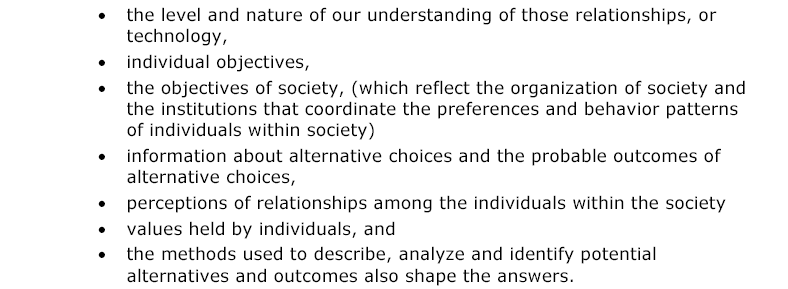 • the level and nature of our understanding of those relationships, or
technology,
• individual objectives,
• the objectives of society, (which reflect the organization of society and
the institutions that coordinate the preferences and behavior patterns
of individuals within society)
• information about alternative choices and the probable outcomes of
alternative choices,
• perceptions of relationships among the individuals within the society
• values held by individuals, and
• the methods used to describe, analyze and identify potential
alternatives and outcomes also shape the answers.